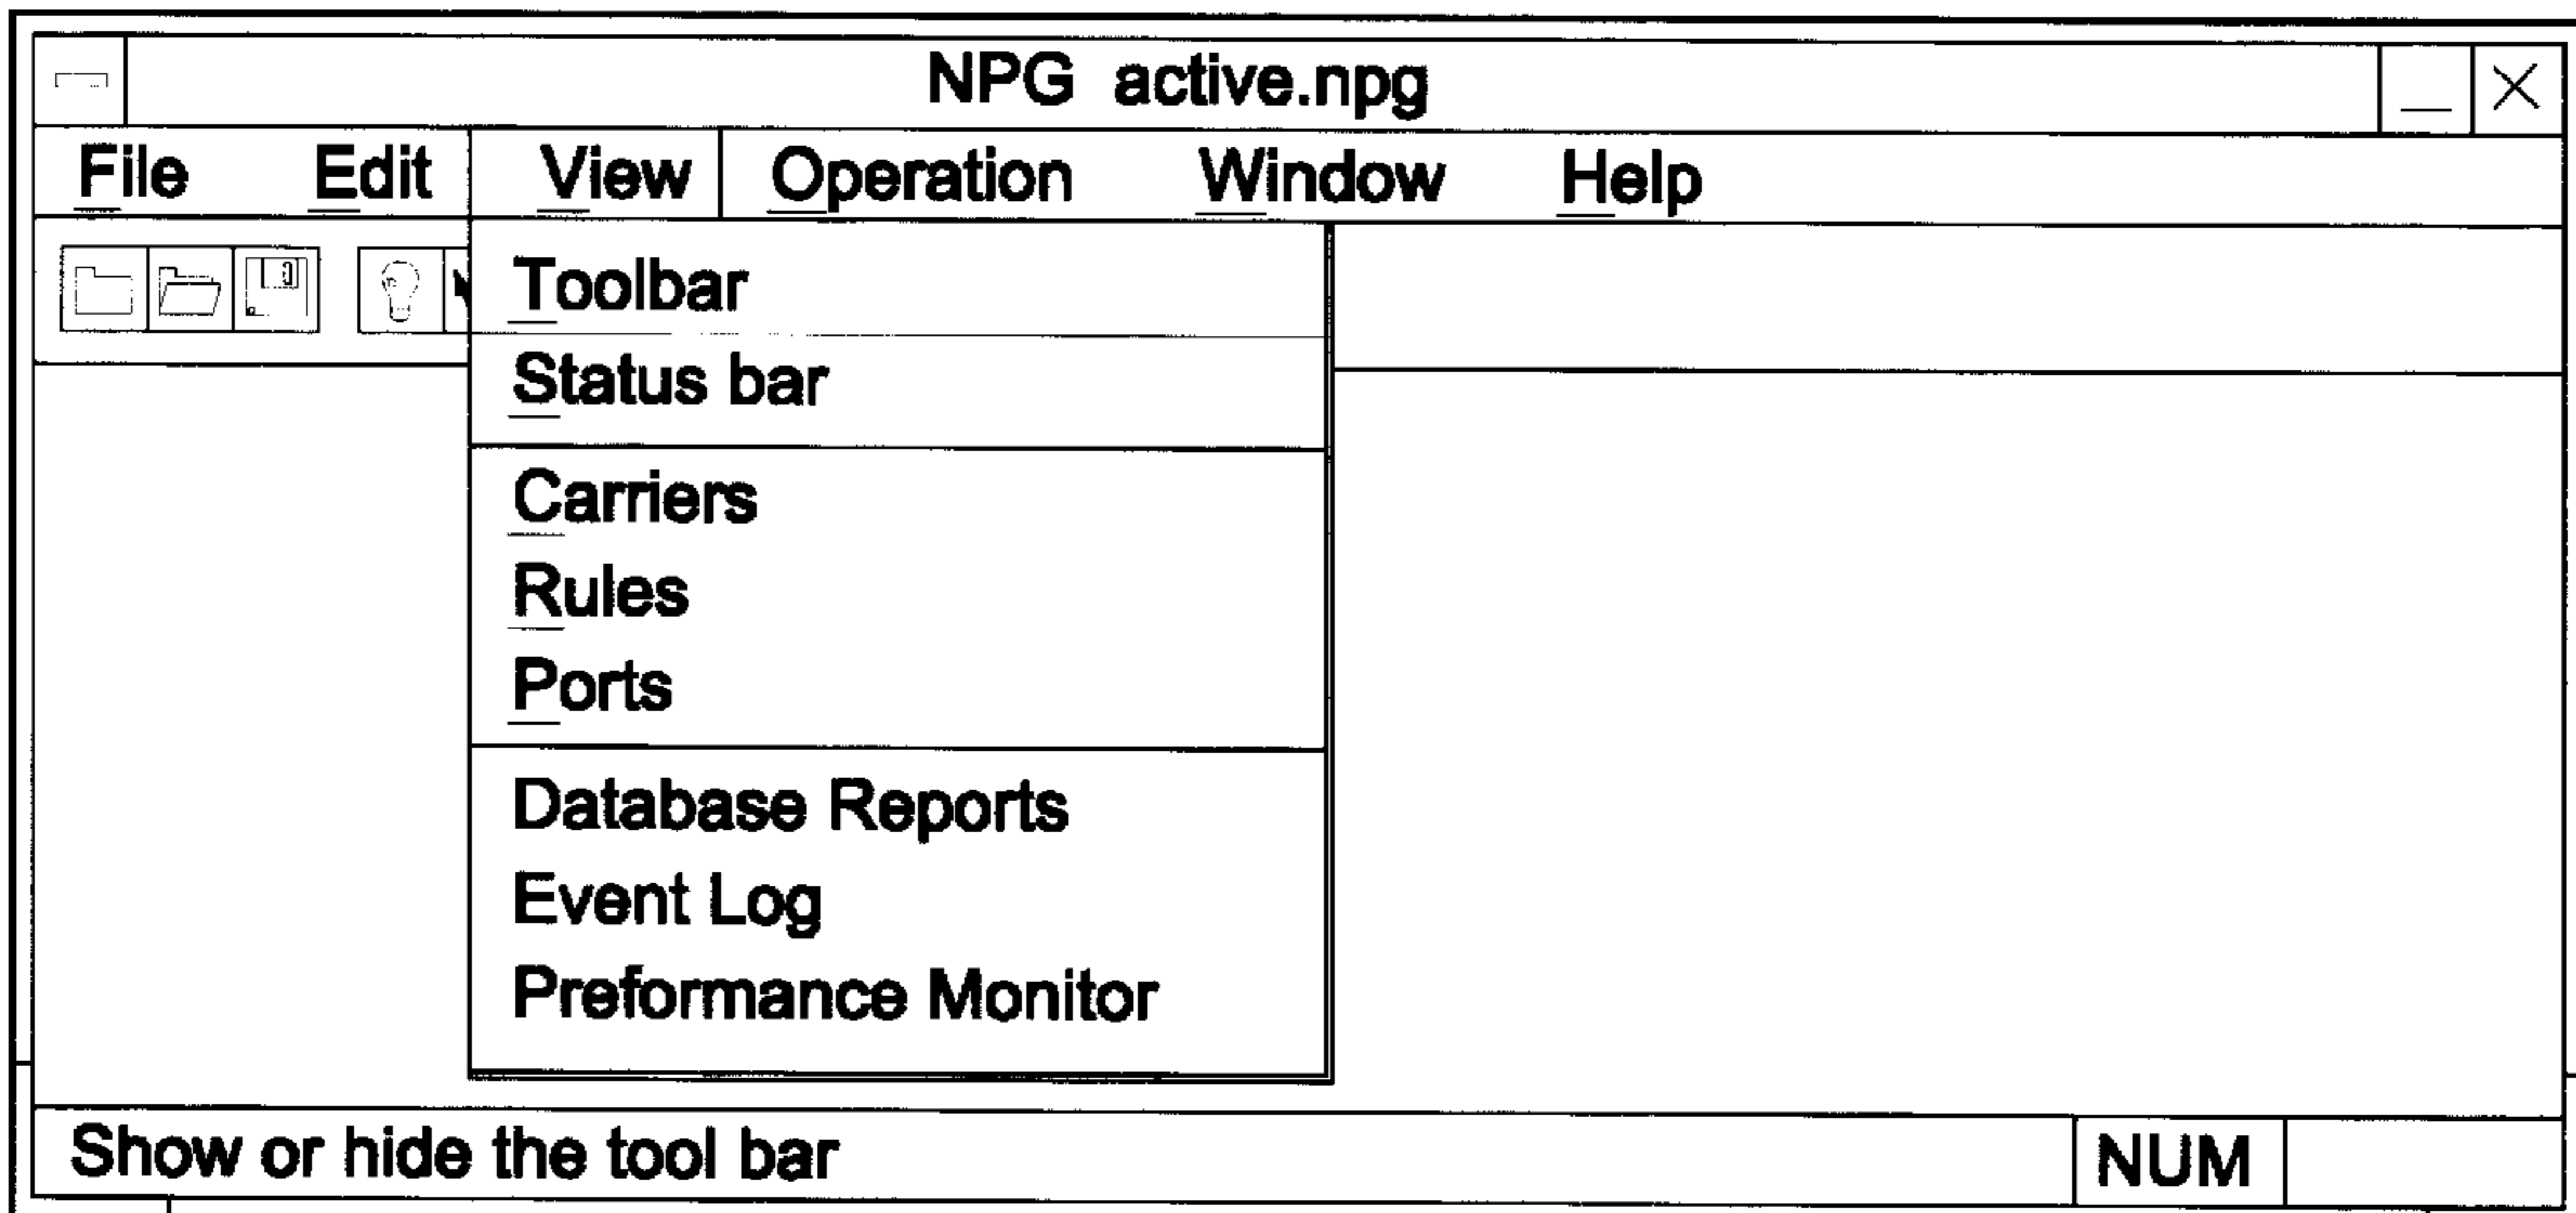 NPG active.npg
File Edit View Operation Window Help
Toolbar
Status bar
Carriers
Rules
Ports
Database Reports
Event Log
Preformance Monitor
Show or hide the tool bar NUM